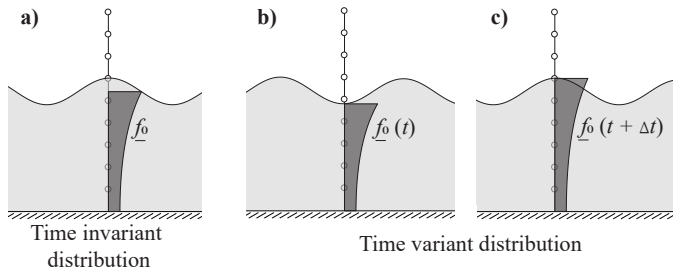 a)
b)
c)
f0
f0 (t)
f0 (t + Δt)
Time invariant
distribution
Time variant distribution